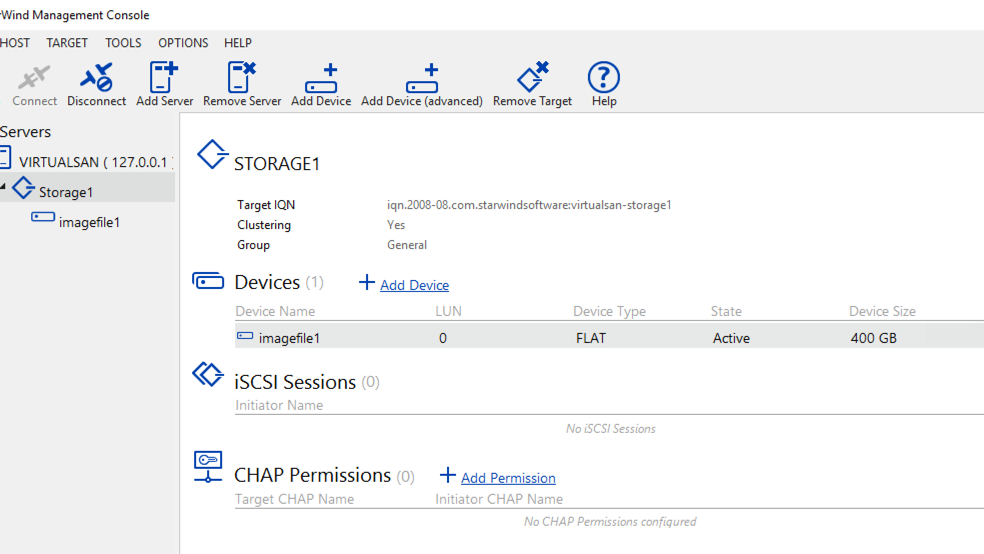 Wind Management Console
HOST TARGET TOOLS OPTIONS HELP
Connect Disconnect Add Server Remove Server Add Device Add Device (advanced) Remove Target Help
Servers
VIRTUALSAN ( 127.0.0.1
Storage1
imagefile1
STORAGE1
Target IQN iqn.2008-08.com.starwindsoftware:virtualsan-storage1
Clustering Yes
Group General
Devices (1) Add Device
Device Name LUN Device Type State Device Size
imagefile1 0 FLAT Active 400 GB
iSCSI Sessions (0)
Initiator Name
No iSCSI Sessions
CHAP Permissions (0) Add Permission
Target CHAP Name Initiator CHAP Name
No CHAP Permissions configured